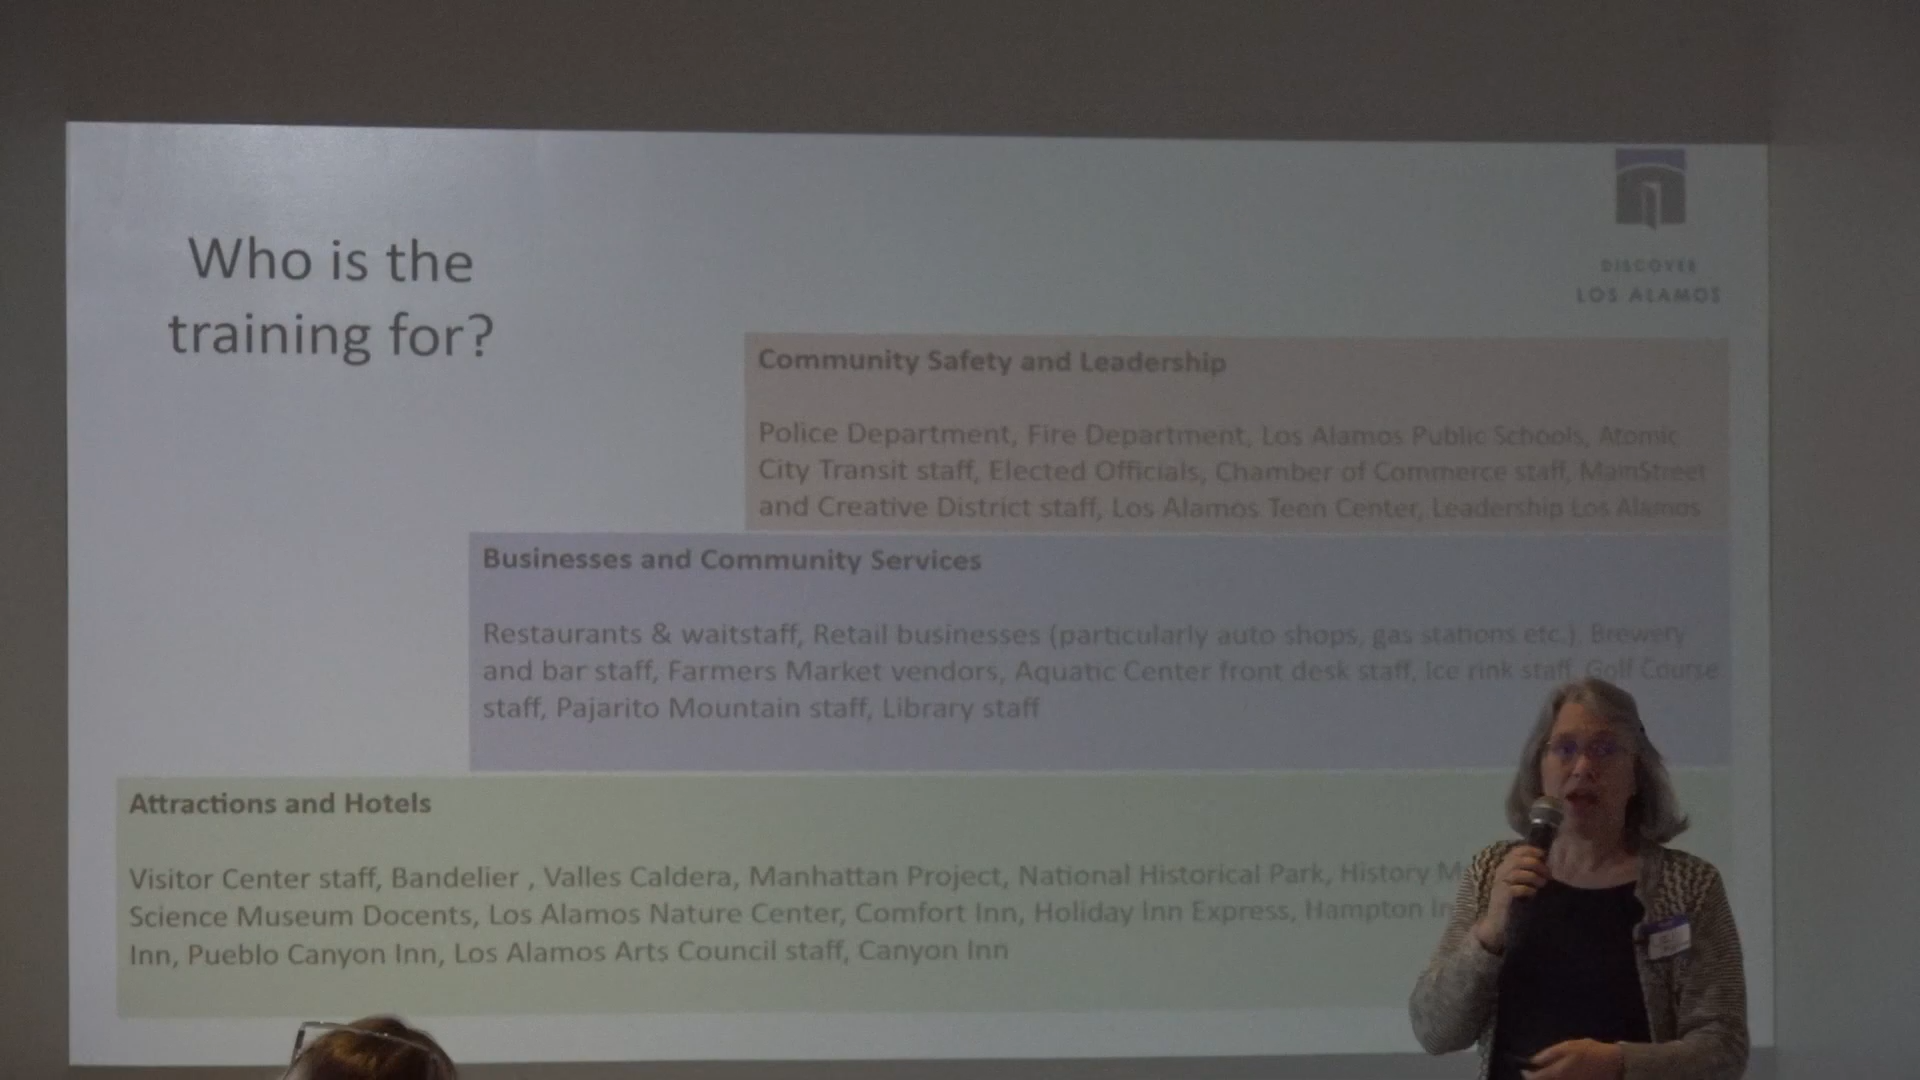 Who is the
training for?
DISCOVER
LOS ALAMOS
Community Safety and Leadership
Police Department, Fire Department, Los Alamos Public Schools, Atomic
City Transit staff, Elected Officials, Chamber of Commerce staff, MainStreet
and Creative District staff, Los Alamos Teen Center, Leadership Los Alamos
Businesses and Community Services
Restaurants & waitstaff, Retail businesses (particularly auto shops, gas stations etc.) Brewery
and bar staff, Farmers Market vendors, Aquatic Center front desk staff, Ice rink staff, Golf Course
staff, Pajarito Mountain staff, Library staff
Attractions and Hotels
Visitor Center staff, Bandelier , Valles Caldera, Manhattan Project, National Historical Park, History
Science Museum Docents, Los Alamos Nature Center, Comfort Inn, Holiday Inn Express, Hampton
Inn, Pueblo Canyon Inn, Los Alamos Arts Council staff, Canyon Inn